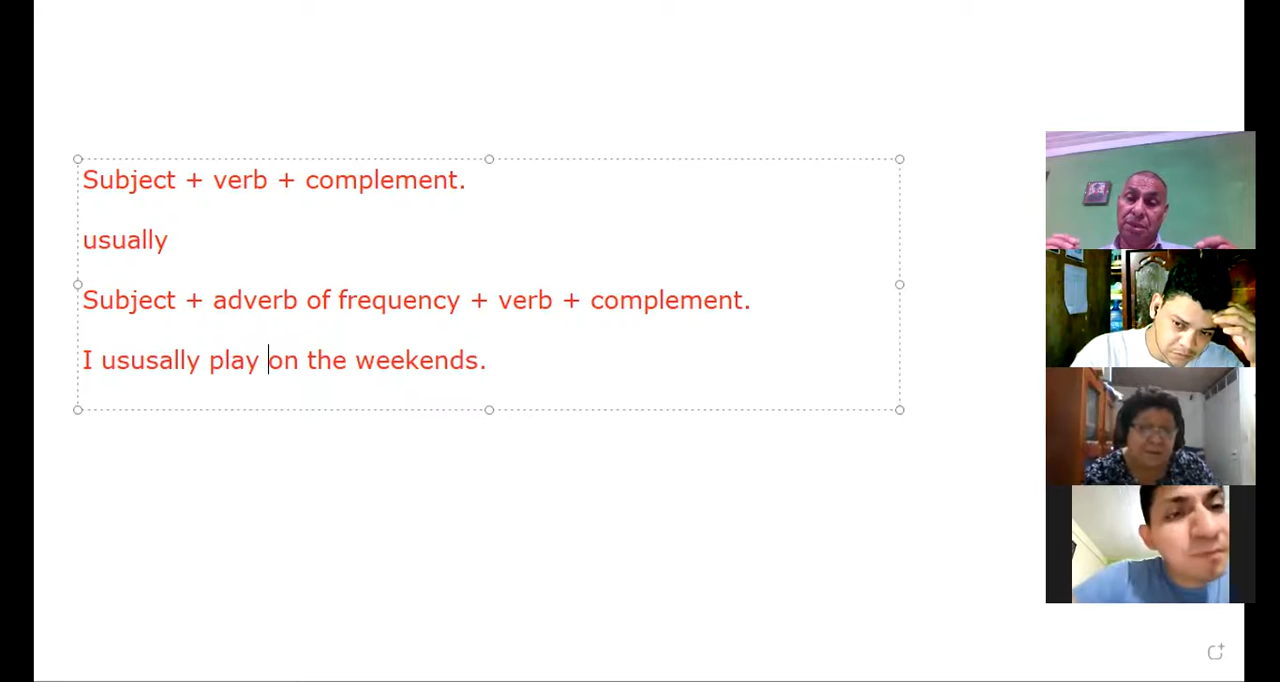 Subject + verb + complement.
usually
Subject + adverb of frequency + verb + complement.
I ususally play on the weekends.